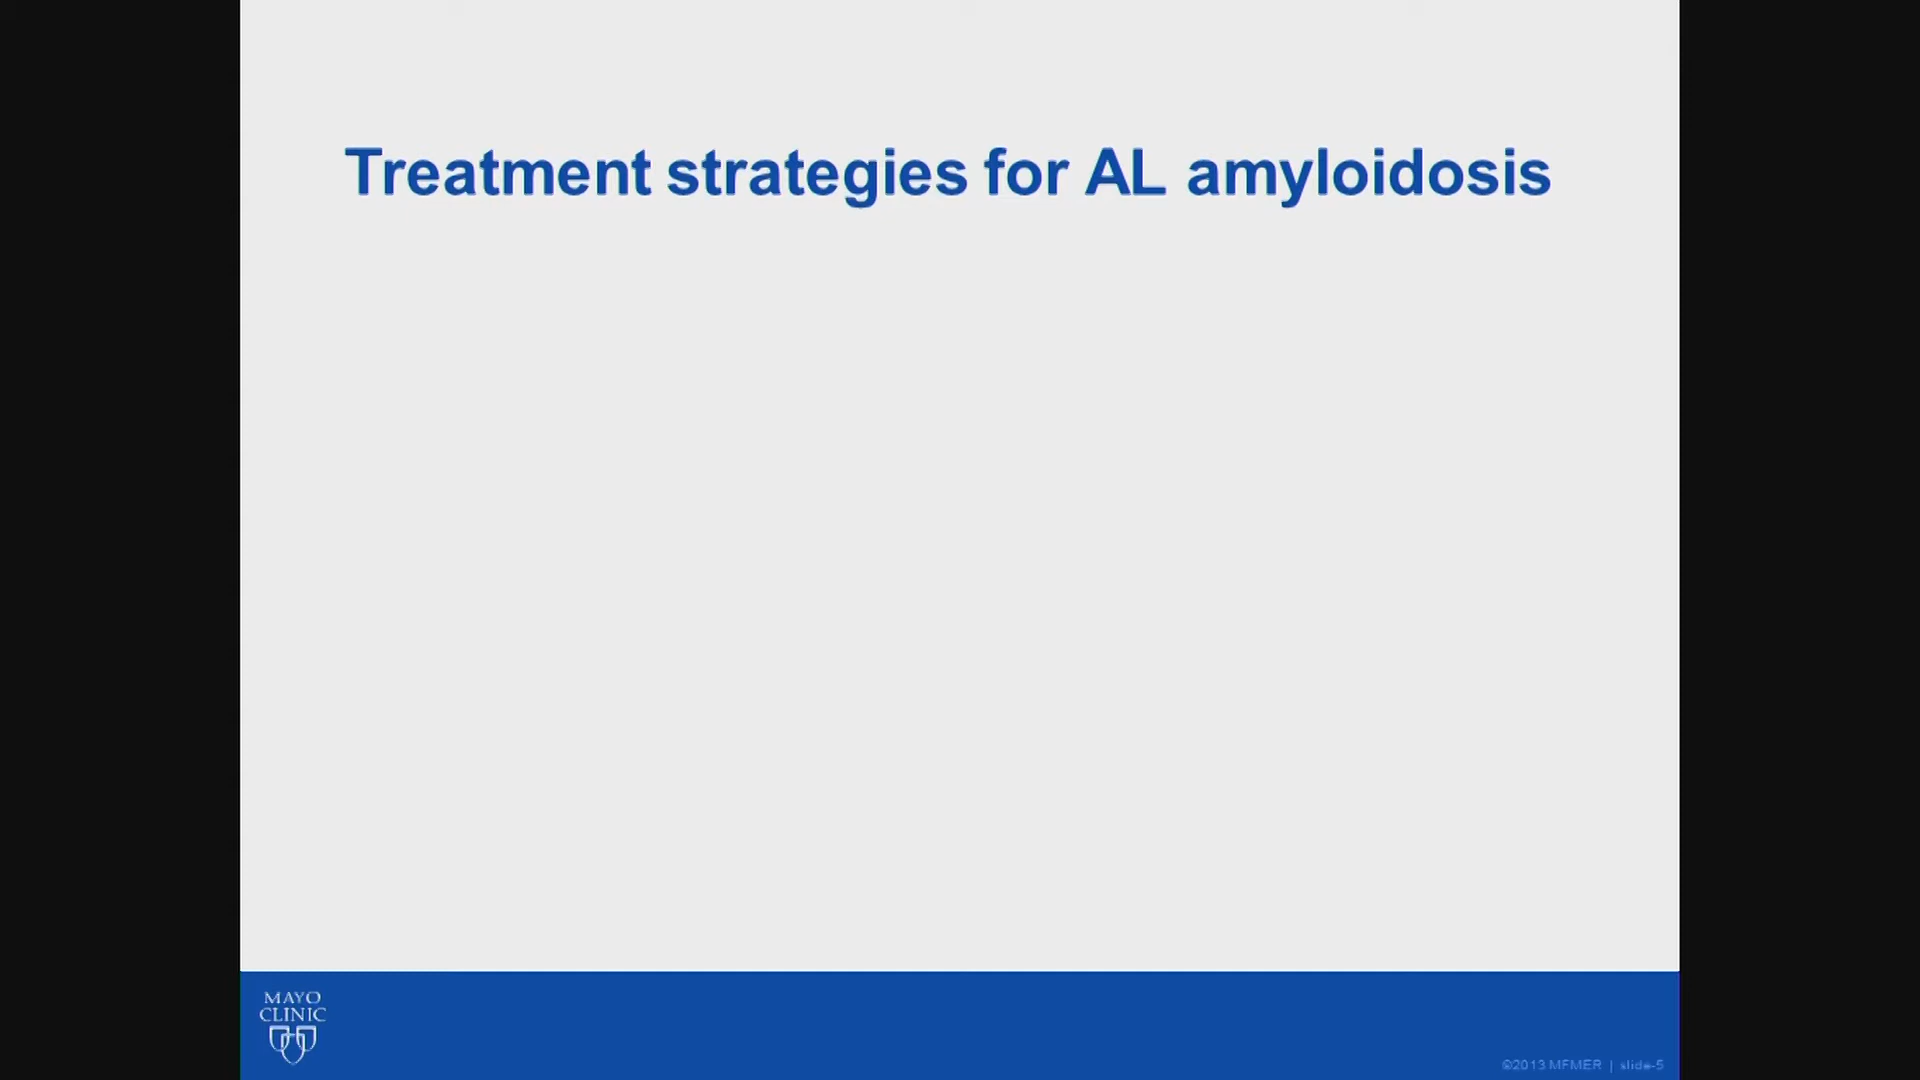 Treatment strategies for AL amyloidosis
MAYO
CLINIC
©2013 MFMER | slide-5